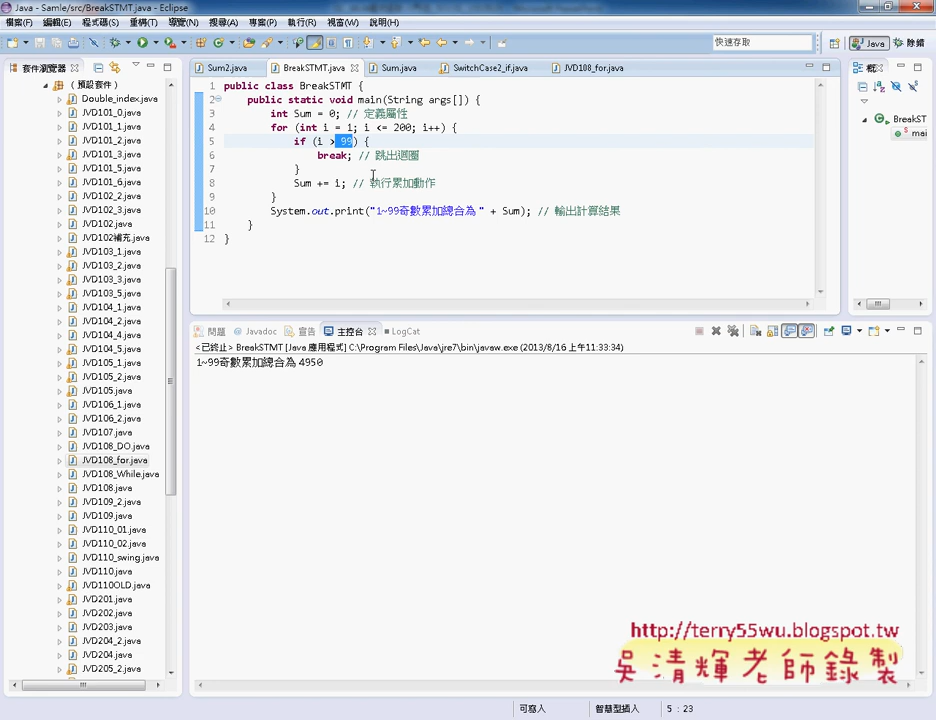 Java - Samle/src/BreakSTMT.java - Eclipse
檔案(F) 編輯(E) 程式碼(S) 重構(T) 導覽(N) 搜尋(A) 專案(P) 執行(R) 視窗(W) 說明(H)
快速存取
Java
除錯
套件瀏覽器
(預設套件)
Double_index.java
JVD101_0.java
JVD101_1.java
JVD101_2.java
JVD101_3.java
JVD101_5.java
JVD101_6.java
JVD102_2.java
JVD102_3.java
JVD102補充.java
JVD103_1.java
JVD103_2.java
JVD103_3.java
JVD103_5.java
JVD104_1.java
JVD104_2.java
JVD104_4.java
JVD104_5.java
JVD105_1.java
JVD105_2.java
JVD105.java
JVD106_1.java
JVD106_2.java
JVD107.java
JVD108_DO.java
JVD108_for.java
JVD108_While.java
JVD108.java
JVD109_2.java
JVD109.java
JVD110_01.java
JVD110_02.java
JVD110_swing.java
JVD110.java
JVD110OLD.java
JVD201.java
JVD202.java
JVD203.java
JVD204_2.java
JVD204.java
JVD205_2.java
Sum2.java BreakSTMT.java Sum.java SwitchCase2_if.java JVD108_for.java
1 public class BreakSTMT {
2 public static void main(String args[]) {
3 int Sum = 0; // 定義屬性
4 for (int i = 1; i <= 200; i++) {
5 if (i > 99) {
6 break; // 跳出迴圈
7 }
8 Sum += i; // 執行累加動作
9 }
10 System.out.print("1~99奇數累加總合為 " + Sum); // 輸出計算結果
11 }
12 }
概
BreakST
mai
問題 @ Javadoc 宣告 主控台 LogCat
<已終止> BreakSTMT [Java 應用程式] C:\Program Files\Java\jre7\bin\javaw.exe (2013/8/16 上午11:33:34)
1~99奇數累加總合為 4950
http://terry55wu.blogspot.tw
吳清輝老師錄製
可寫入 智慧型插入 5 : 23